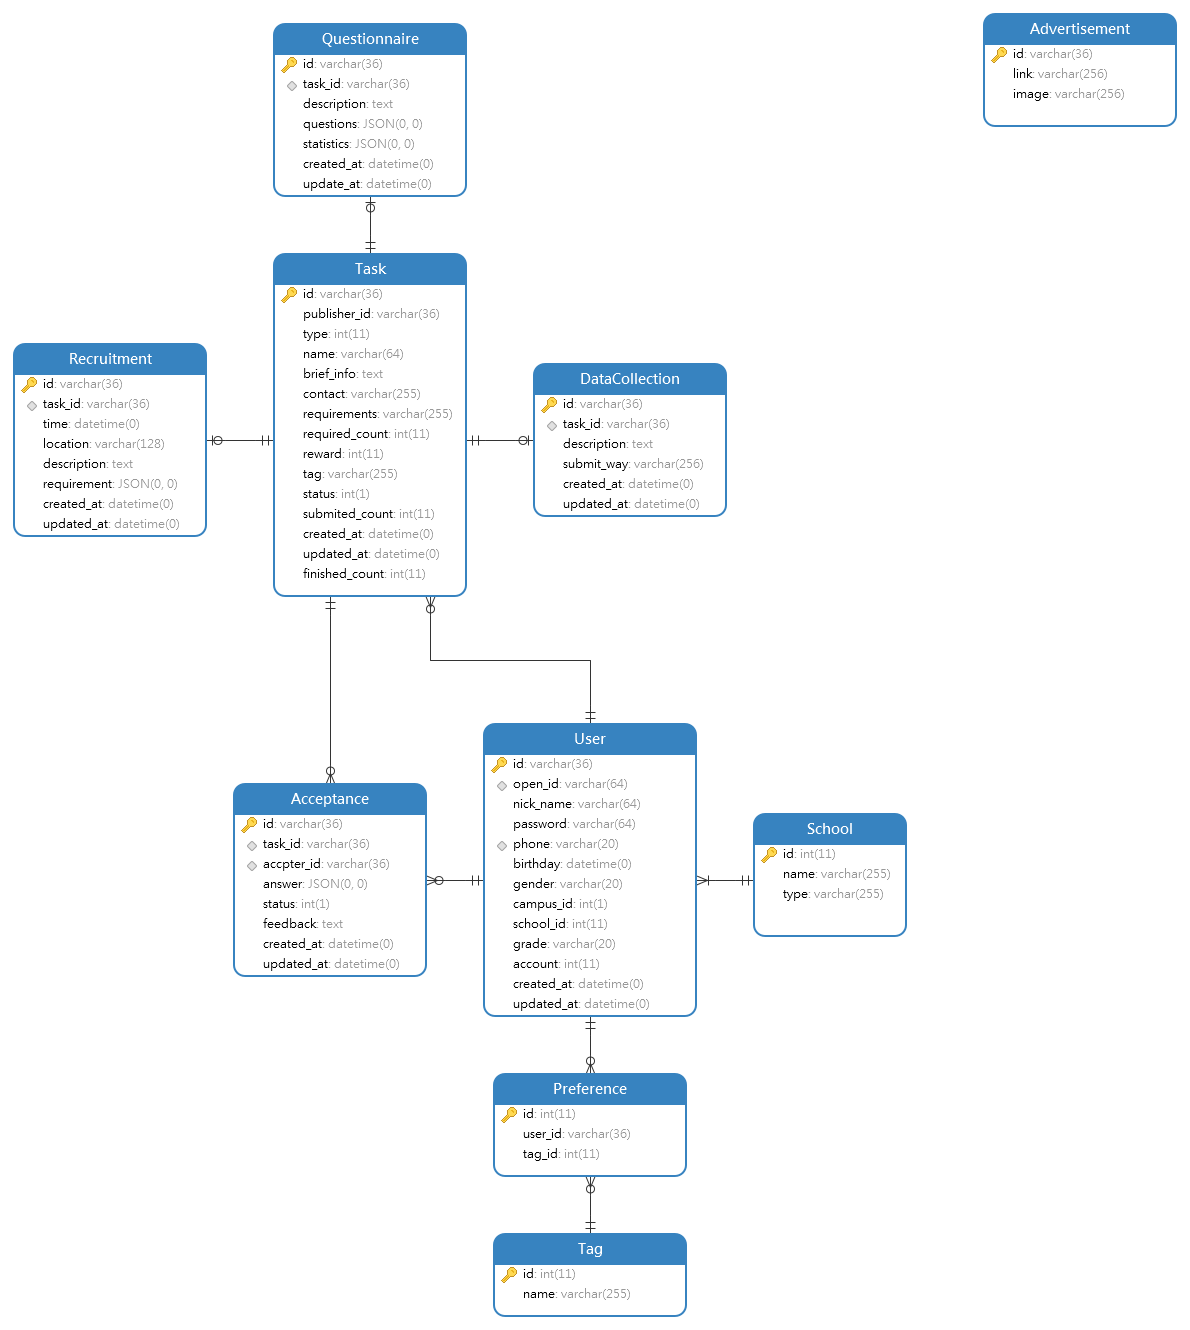 Questionnaire
id: varchar(36)
task_id: varchar(36)
description: text
questions: JSON(0, 0)
statistics: JSON(0, 0)
created_at: datetime(0)
update_at: datetime(0)
Advertisement
id: varchar(36)
link: varchar(256)
image: varchar(256)
Task
id: varchar(36)
publisher_id: varchar(36)
type: int(11)
name: varchar(64)
brief_info: text
contact: varchar(255)
requirements: varchar(255)
required_count: int(11)
reward: int(11)
tag: varchar(255)
status: int(1)
submited_count: int(11)
created_at: datetime(0)
updated_at: datetime(0)
finished_count: int(11)
Recruitment
id: varchar(36)
task_id: varchar(36)
time: datetime(0)
location: varchar(128)
description: text
requirement: JSON(0, 0)
created_at: datetime(0)
updated_at: datetime(0)
DataCollection
id: varchar(36)
task_id: varchar(36)
description: text
submit_way: varchar(256)
created_at: datetime(0)
updated_at: datetime(0)
User
id: varchar(36)
open_id: varchar(64)
nick_name: varchar(64)
password: varchar(64)
phone: varchar(20)
birthday: datetime(0)
gender: varchar(20)
campus_id: int(1)
school_id: int(11)
grade: varchar(20)
account: int(11)
created_at: datetime(0)
updated_at: datetime(0)
Acceptance
id: varchar(36)
task_id: varchar(36)
accpter_id: varchar(36)
answer: JSON(0, 0)
status: int(1)
feedback: text
created_at: datetime(0)
updated_at: datetime(0)
School
id: int(11)
name: varchar(255)
type: varchar(255)
Preference
id: int(11)
user_id: varchar(36)
tag_id: int(11)
Tag
id: int(11)
name: varchar(255)